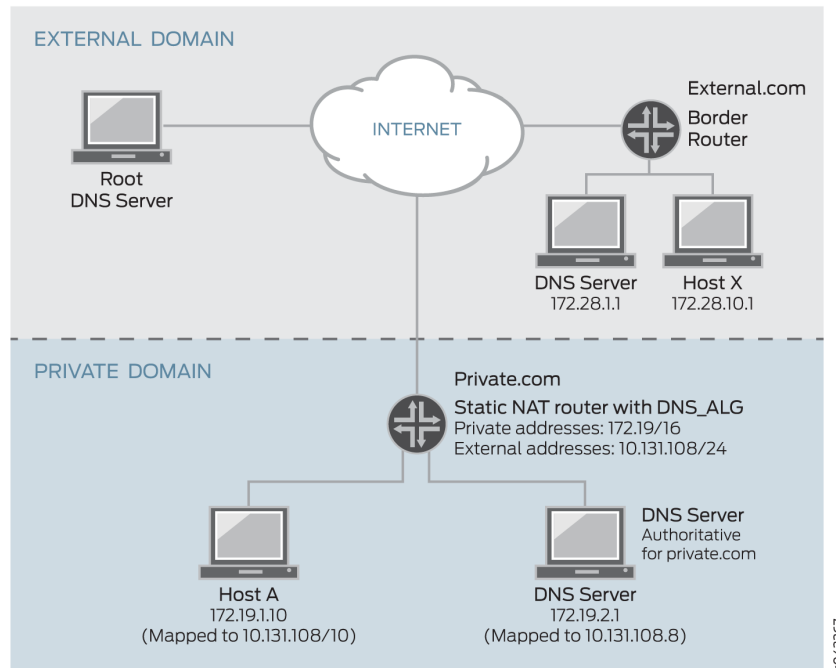 EXTERNAL DOMAIN
INTERNET
Root
DNS Server
External.com
Border
Router
DNS Server
172.28.1.1
Host X
172.28.10.1
PRIVATE DOMAIN
Private.com
Static NAT router with DNS_ALG
Private addresses: 172.19/16
External addresses: 10.131.108/24
Host A
172.19.1.10
(Mapped to 10.131.108/10)
DNS Server
172.19.2.1
(Mapped to 10.131.108.8)
DNS Server
Authoritative
for private.com